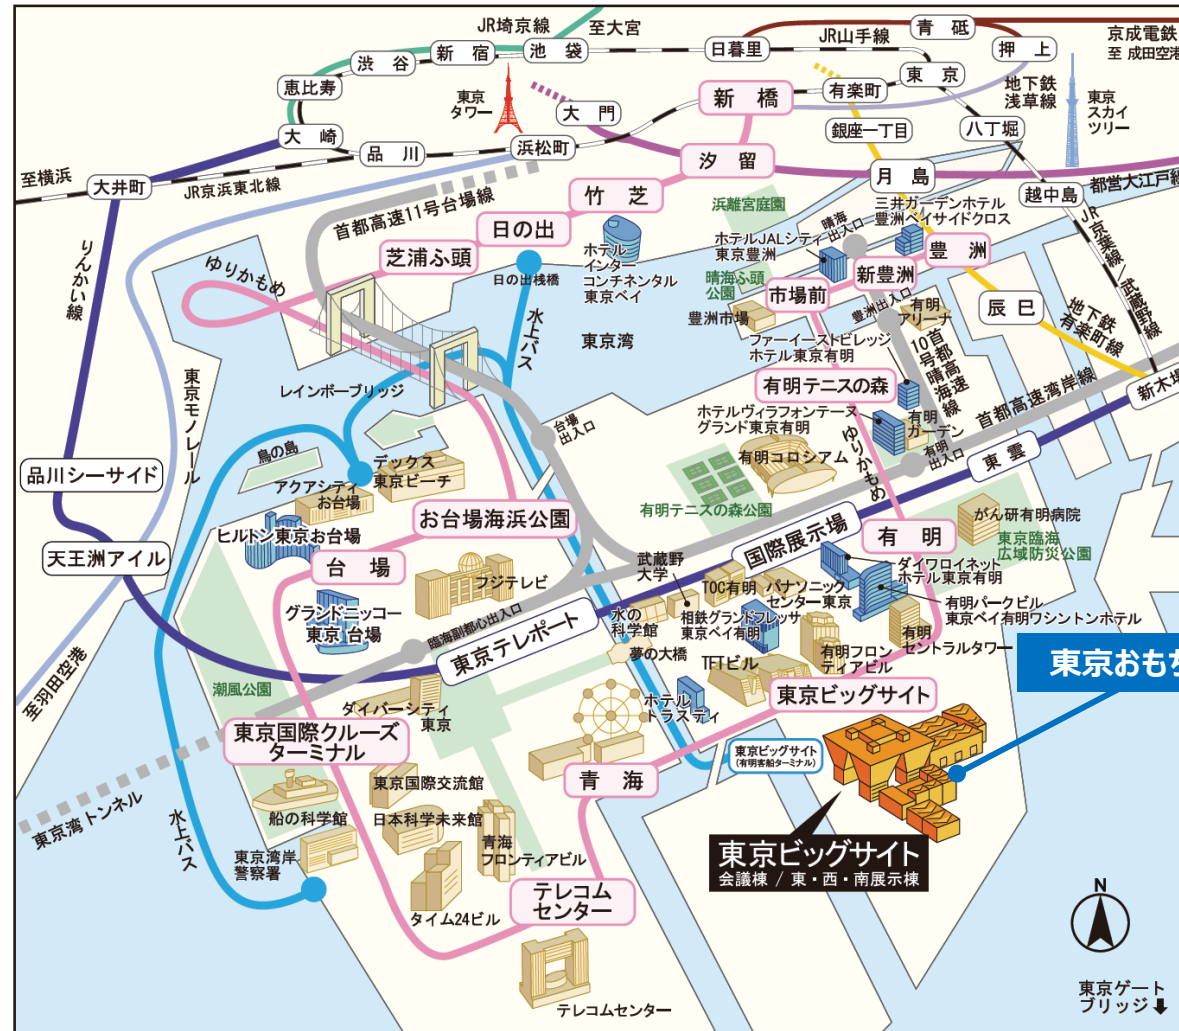 JR埼京線
至大宮
JR山手線
青砥
京成電鉄
至 成田空港
渋谷
新宿
池袋
日暮里
押上
恵比寿
東京
タワー
大門
新橋
有楽町
東京
地下鉄
浅草線
東京
スカイ
ツリー
大崎
品川
浜松町
汐留
銀座一丁目
八丁堀
至横浜
大井町
JR京浜東北線
月島
越中島
都営大江戸線
首都高速11号台場線
竹芝
浜離宮庭園
晴海
出入口
三井ガーデンホテル
豊洲ベイサイドクロス
日の出
ホテル
インター
コンチネンタル
東京ベイ
ホテルJALシティ
東京豊洲
豊洲
JR京葉線/武蔵野線
りんかい線
ゆりかもめ
芝浦ふ頭
日の出桟橋
晴海ふ頭
公園
市場前
新豊洲
豊洲市場
豊洲出入口
有明
アリーナ
辰巳
地下鉄
有楽町線
水上バス
東京湾
ファーイーストビレッジ
ホテル東京有明
首都高速
10号晴海線
東京モノレール
レインボーブリッジ
有明テニスの森
首都高速湾岸線
新木場
台場
出入口
ホテルヴィラフォンテーヌ
グランド東京有明
有明
ガーデン
ゆりかもめ
有明
出入口
東雲
鳥の島
デックス
東京ビーチ
有明コロシアム
品川シーサイド
アクアシティ
お台場
お台場海浜公園
有明テニスの森公園
国際展示場
有明
がん研有明病院
天王洲アイル
ヒルトン東京お台場
台場
フジテレビ
武蔵野
大学
TOC有明
パナソニック
センター東京
ダイワロイネット
ホテル東京有明
東京臨海
広域防災公園
グランドニッコー
東京 台場
臨海副都心出入口
東京テレポート
水の
科学館
相鉄グランドフレッサ
東京ベイ有明
有明パークビル
東京ベイ有明ワシントンホテル
有明
セントラルタワー
夢の大橋
TFTビル
有明フロン
ティアビル
至羽田空港
潮風公園
ダイバーシティ
東京
ホテル
トラスティ
東京ビッグサイト
東京おもち
東京国際クルーズ
ターミナル
東京ビッグサイト
(有明客船ターミナル)
青海
東京国際交流館
船の科学館
日本科学未来館
東京湾トンネル
水上バス
東京湾岸
警察署
青海
フロンティアビル
東京ビッグサイト
会議棟 / 東・西・南展示棟
タイム24ビル
テレコム
センター
テレコムセンター
N
東京ゲート
ブリッジ⬇